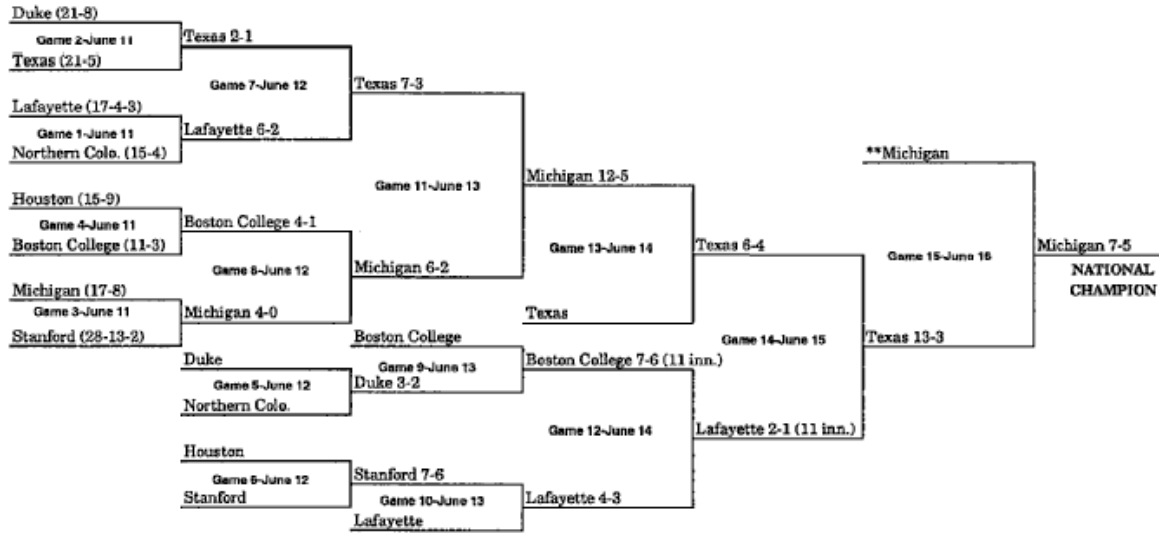 Duke (21-8)
Game 2-June 11
Texas 2-1
Texas (21-5)
Game 7-June 12
Texas 7-3
Lafayette (17-4-3)
Game 1-June 11
Lafayette 6-2
Northern Colo. (15-4)
**Michigan
Game 11-June 13
Michigan 12-5
Houston (15-9)
Game 4-June 11
Boston College 4-1
Boston College (11-3)
Game 13-June 14
Texas 6-4
Game 15-June 16
Michigan 7-5
NATIONAL
CHAMPION
Game 8-June 12
Michigan 6-2
Michigan (17-8)
Game 3-June 11
Michigan 4-0
Texas
Stanford (28-13-2)
Boston College
Game 14-June 15
Texas 13-3
Duke
Game 9-June 13
Boston College 7-6 (11 inn.)
Game 5-June 12
Duke 3-2
Northern Colo.
Game 12-June 14
Lafayette 2-1 (11 inn.)
Houston
Game 6-June 12
Stanford 7-6
Stanford
Game 10-June 13
Lafayette 4-3
Lafayette